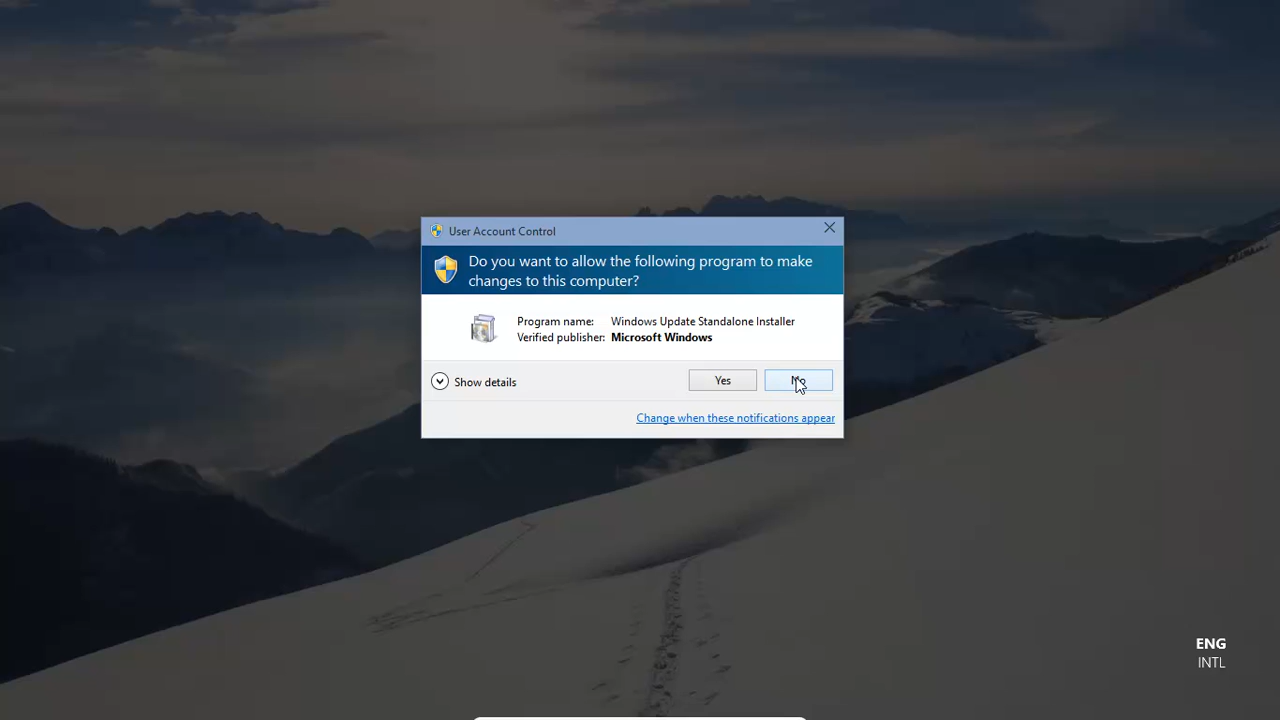 User Account Control
Do you want to allow the following program to make
changes to this computer?
Program name: Windows Update Standalone Installer
Verified publisher: Microsoft Windows
Show details
Yes
Change when these notifications appear
ENG
INTL